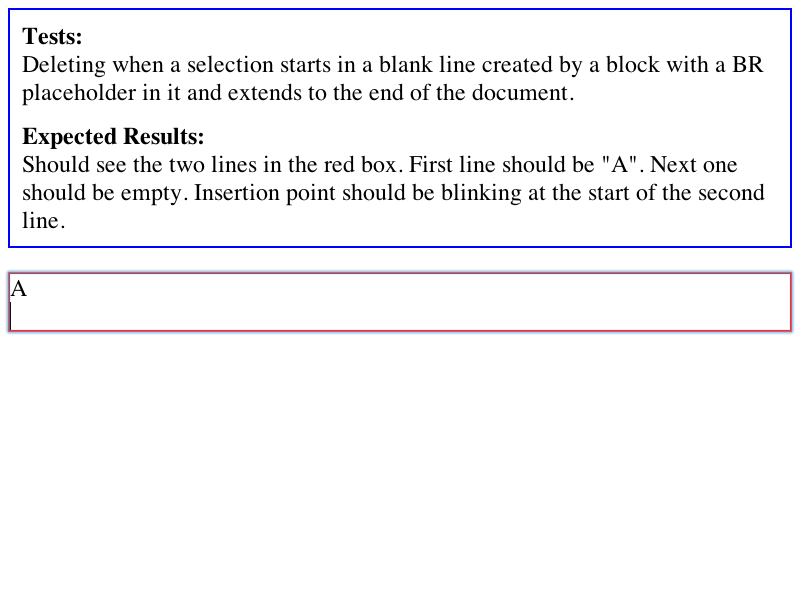 Tests:
Deleting when a selection starts in a blank line created by a block with a BR
placeholder in it and extends to the end of the document.
Expected Results:
Should see the two lines in the red box. First line should be "A". Next one
should be empty. Insertion point should be blinking at the start of the second
line.
A